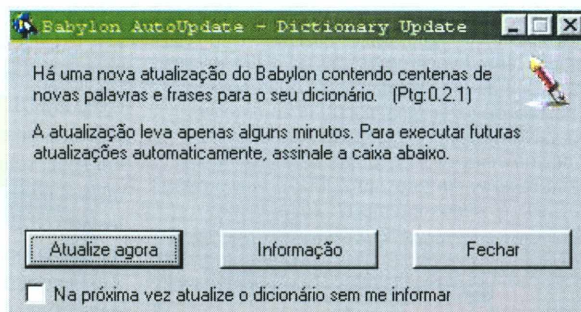 Babylon AutoUpdate - Dictionary Update
Há uma nova atualização do Babylon contendo centenas de
novas palavras e frases para o seu dicionário. (Ptg:0.2.1)
A atualização leva apenas alguns minutos. Para executar futuras
atualizações automaticamente, assinale a caixa abaixo.
Atualize agora
Informação
Fechar
Na próxima vez atualize o dicionário sem me informar